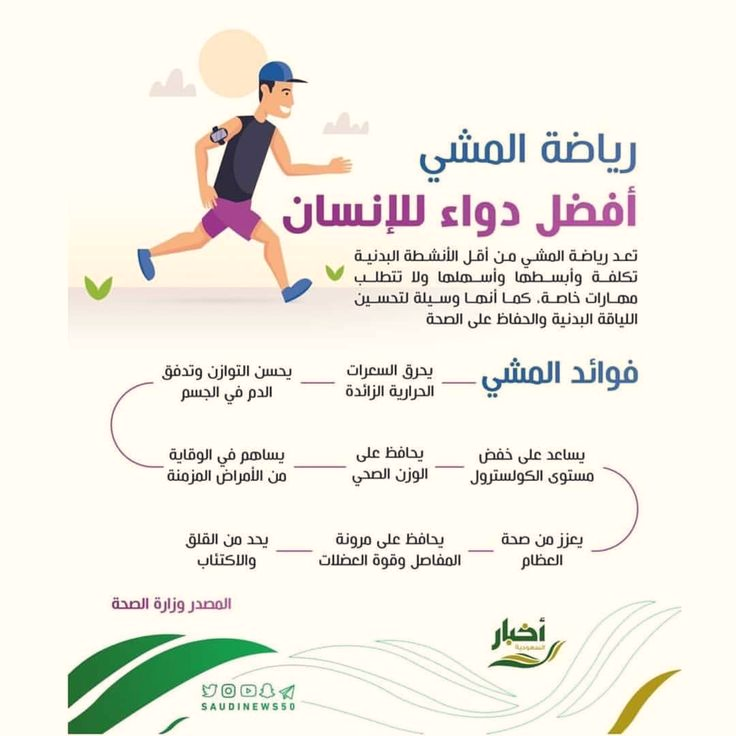 رياضة المشي
أفضل دواء للإنسان
تعد رياضة المشي من أقل الأنشطة البدنية
تكلفة وأبسطها وأسهلها ولا تتطلب
مهارات خاصة، كما أنها وسيلة لتحسين
اللياقة البدنية والحفاظ على الصحة
فوائد المشي
يحرق السعرات
الحرارية الزائدة
يحسن التوازن وتدفق
الدم في الجسم
يساهم في الوقاية
من الأمراض المزمنة
يحافظ على
الوزن الصحي
يساعد على خفض
مستوى الكولسترول
يعزز من صحة
العظام
يحافظ على مرونة
المفاصل وقوة العضلات
يحد من القلق
والاكتئاب
المصدر وزارة الصحة
أخبار
السعودية
SAUDINEWS50